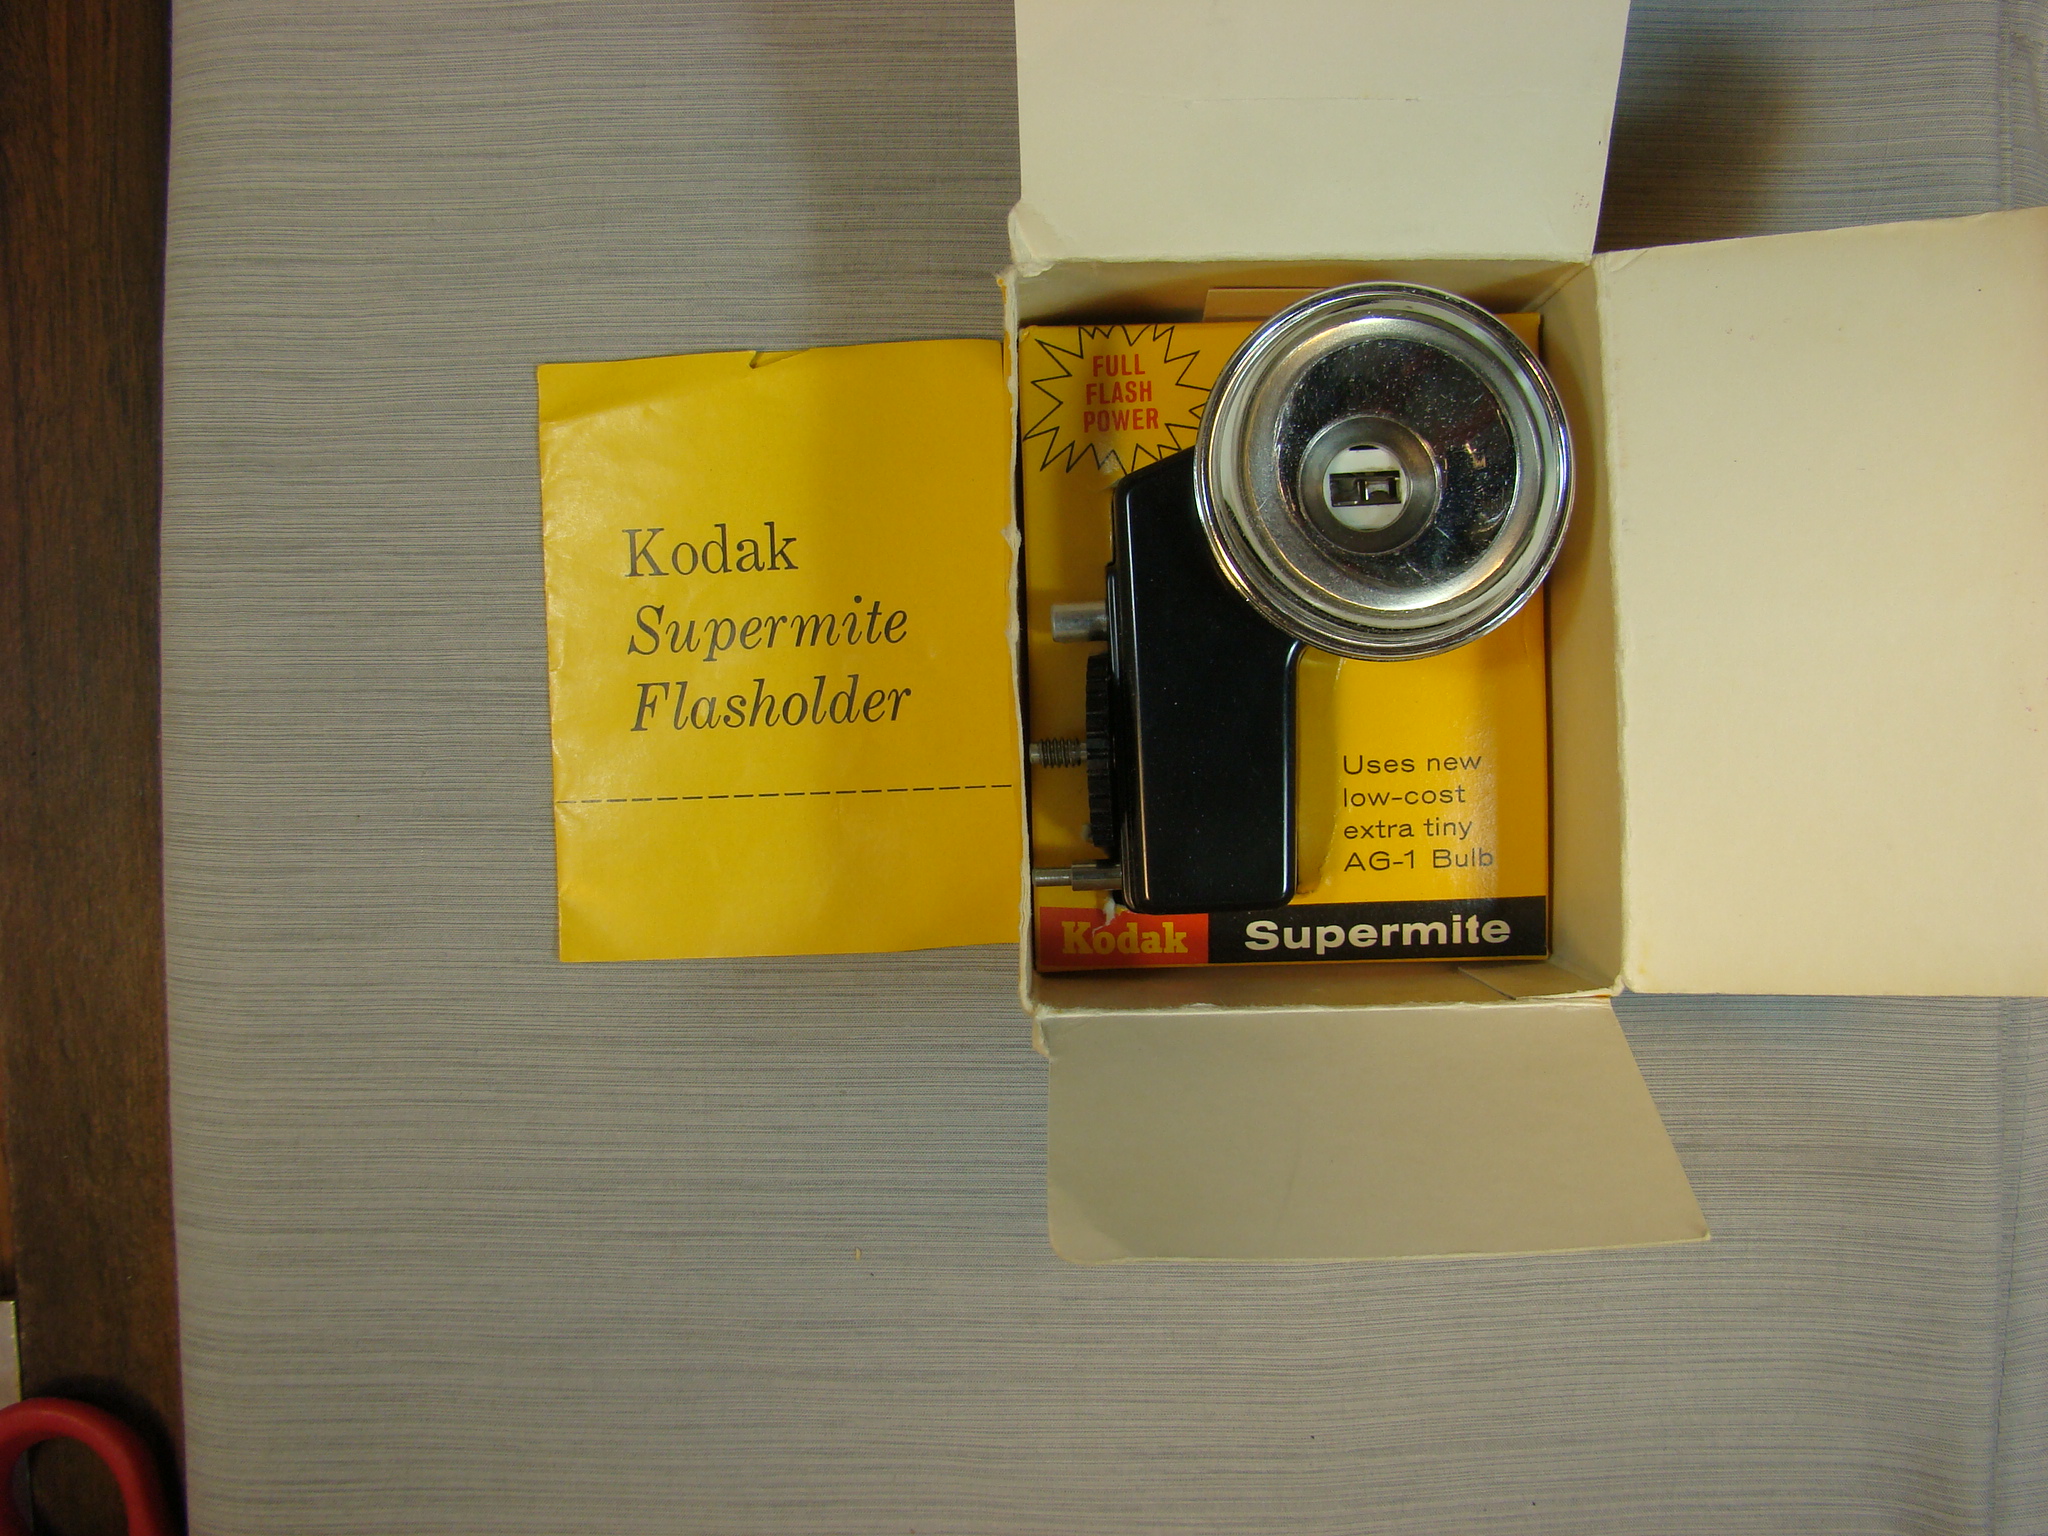 Kodak
Supermite
Flasholder
FULL
FLASH
POWER
Uses new
low-cost
extra tiny
AG-1 Bulb
Kodak Supermite